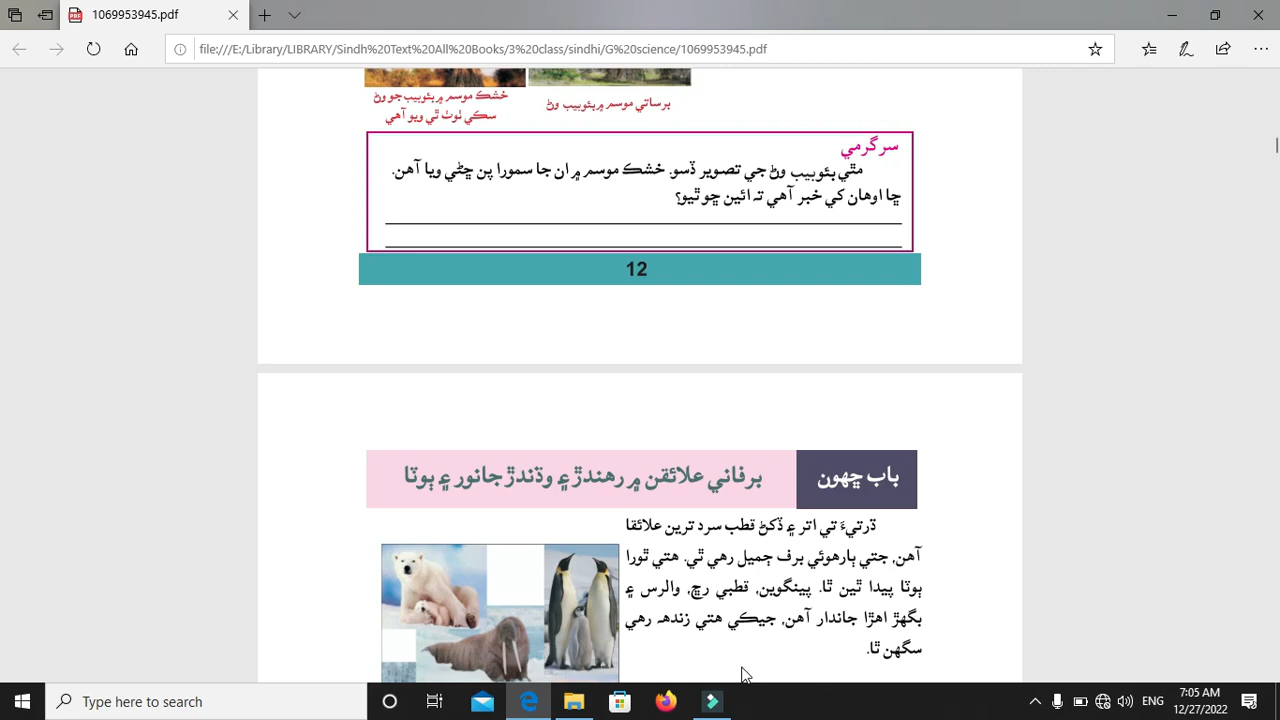 1069953945.pdf
file:///E:/Library/LIBRARY/Sindh%20Text%20All%20Books/3%20class/sindhi/G%20science/1069953945.pdf
برساتي موسم ۾ بئوبيب وڻ
خشڪ موسم ۾ بئوبيب جو وڻ
سڪي ٺوٺ ٿي ويو آهي
سرگرمي
مٿي بئوبيب وڻ جي تصوير ڏسو. خشڪ موسم ۾ ان جا سمورا پن ڇڻي ويا آهن.
ڇا اوهان کي خبر آهي ته ائين ڇو ٿيو؟
12
باب ڇهون
برفاني علائقن ۾ رهندڙ ۽ وڌندڙ جانور ۽ ٻوٽا
ڌرتيءَ تي اتر ۽ ڏکڻ قطب سرد ترين علائقا
آهن، جتي ٻارهوئي برف ڄميل رهي ٿي. هتي ٿورا
ٻوٽا پيدا ٿين ٿا. پينگوين، قطبي رڇ، والرس ۽
بگهڙ اهڙا جاندار آهن، جيڪي هتي زنده رهي
سگهن ٿا.
Type here to search
ENG
7:05 AM
12/27/2022